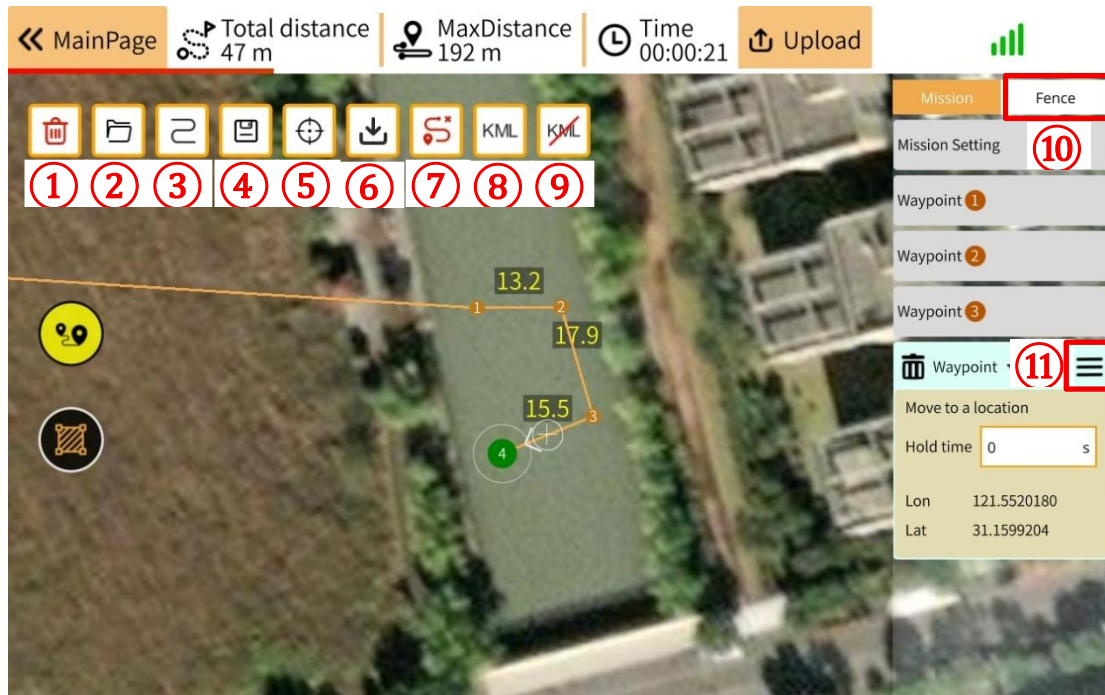 MainPage
Total distance
47 m
MaxDistance
192 m
Time
00:00:21
Upload
Mission
Fence
KML
KML
① ② ③ ④ ⑤ ⑥ ⑦ ⑧ ⑨
Mission Setting
⑩
Waypoint 1
Waypoint 2
Waypoint 3
Waypoint
⑪
Move to a location
Hold time 0 s
Lon 121.5520180
Lat 31.1599204
13.2
1 2
17.9
15.5
3
4